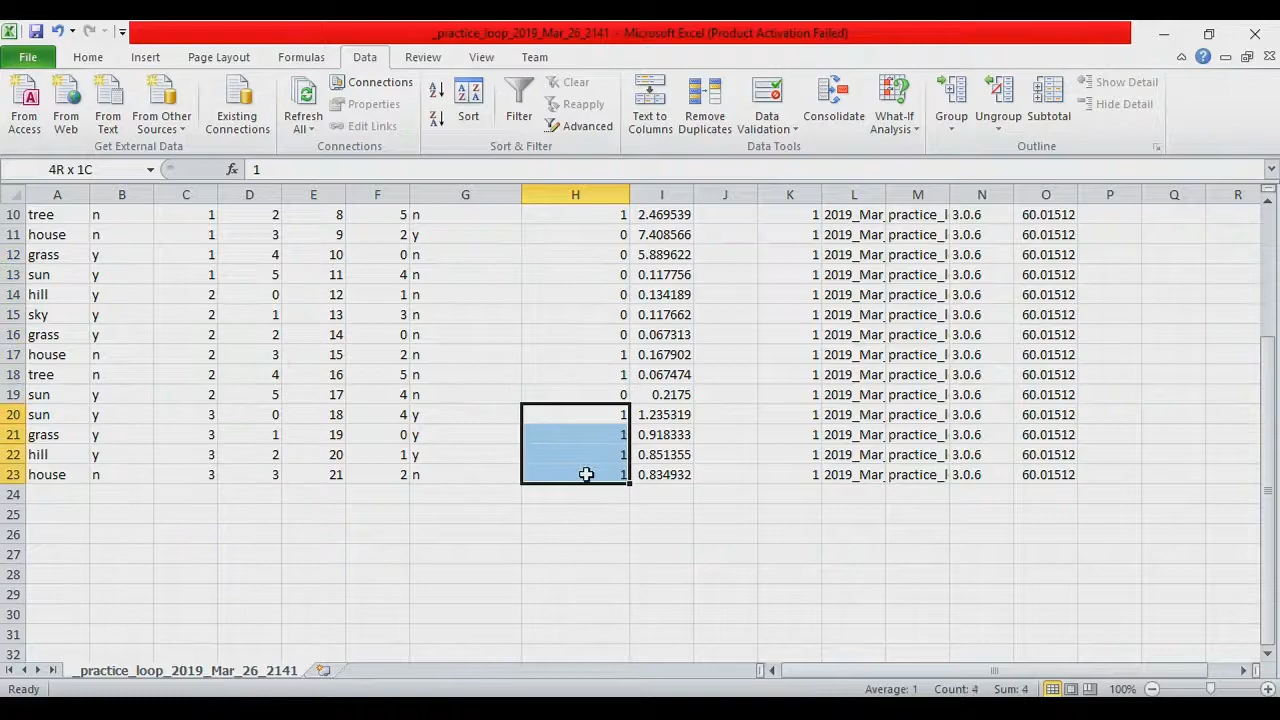 _practice_loop_2019_Mar_26_2141 - Microsoft Excel (Product Activation Failed)
File Home Insert Page Layout Formulas Data Review View Team
From Access
From Web
From Text
From Other Sources
Existing Connections
Refresh All
Connections
Properties
Edit Links
Sort
Filter
Clear
Reapply
Advanced
Text to Columns
Remove Duplicates
Data Validation
Consolidate
What-If Analysis
Group
Ungroup
Subtotal
Show Detail
Hide Detail
Get External Data Connections Sort & Filter Data Tools Outline
4R x 1C fx 1
A B C D E F G H I J K L M N O P Q R
10 tree n 1 2 8 5 n 1 2.469539 1 2019_Mar_ practice_l 3.0.6 60.01512
11 house n 1 3 9 2 y 0 7.408566 1 2019_Mar_ practice_l 3.0.6 60.01512
12 grass y 1 4 10 0 n 0 5.889622 1 2019_Mar_ practice_l 3.0.6 60.01512
13 sun y 1 5 11 4 n 0 0.117756 1 2019_Mar_ practice_l 3.0.6 60.01512
14 hill y 2 0 12 1 n 0 0.134189 1 2019_Mar_ practice_l 3.0.6 60.01512
15 sky y 2 1 13 3 n 0 0.117662 1 2019_Mar_ practice_l 3.0.6 60.01512
16 grass y 2 2 14 0 n 0 0.067313 1 2019_Mar_ practice_l 3.0.6 60.01512
17 house n 2 3 15 2 n 1 0.167902 1 2019_Mar_ practice_l 3.0.6 60.01512
18 tree n 2 4 16 5 n 1 0.067474 1 2019_Mar_ practice_l 3.0.6 60.01512
19 sun y 2 5 17 4 n 0 0.2175 1 2019_Mar_ practice_l 3.0.6 60.01512
20 sun y 3 0 18 4 y 1 1.235319 1 2019_Mar_ practice_l 3.0.6 60.01512
21 grass y 3 1 19 0 y 1 0.918333 1 2019_Mar_ practice_l 3.0.6 60.01512
22 hill y 3 2 20 1 y 1 0.851355 1 2019_Mar_ practice_l 3.0.6 60.01512
23 house n 3 3 21 2 n 1 0.834932 1 2019_Mar_ practice_l 3.0.6 60.01512
24
25
26
27
28
29
30
31
32
_practice_loop_2019_Mar_26_2141
Ready Average: 1 Count: 4 Sum: 4 100%